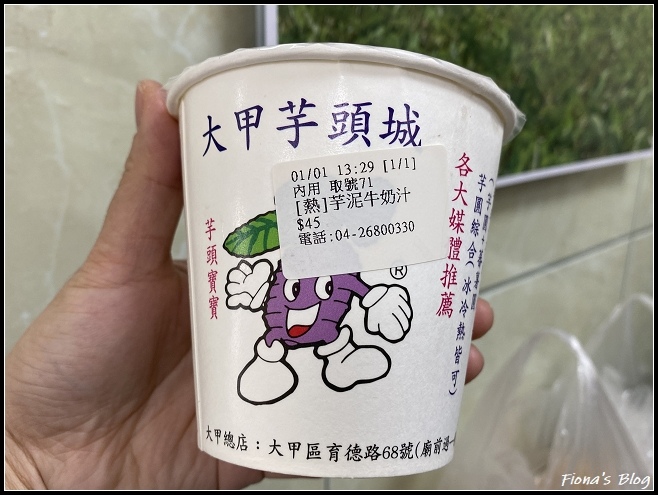 大甲芋頭城
01/01 13:29 [1/1]
內用 取號71
[熱]芋泥牛奶汁
$45
電話:04-26800330
各大媒體推薦
芋圓綜合(冰冷熱皆可)
芋頭寶寶
®
大甲總店：大甲區育德路68號(廟前過一
Fiona's Blog